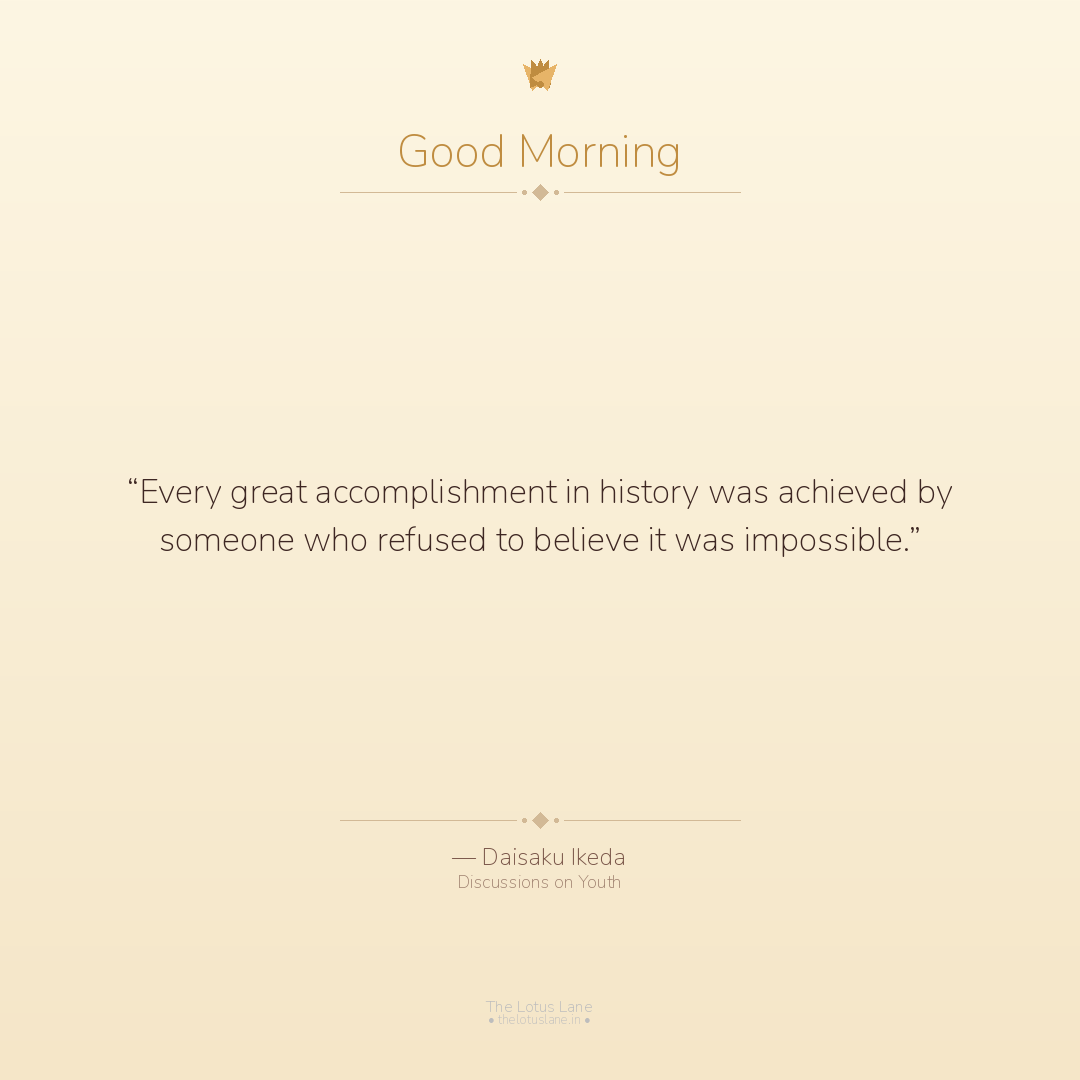 Good Morning
“Every great accomplishment in history was achieved by
someone who refused to believe it was impossible.”
— Daisaku Ikeda
Discussions on Youth
The Lotus Lane
• thelotuslane.in •